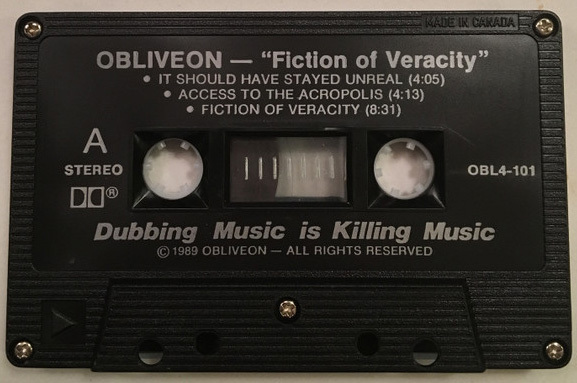 MADE IN CANADA
OBLIVEON — “Fiction of Veracity”
• IT SHOULD HAVE STAYED UNREAL (4:05)
• ACCESS TO THE ACROPOLIS (4:13)
• FICTION OF VERACITY (8:31)
A
STEREO
OBL4-101
Dubbing Music is Killing Music
© 1989 OBLIVEON — ALL RIGHTS RESERVED